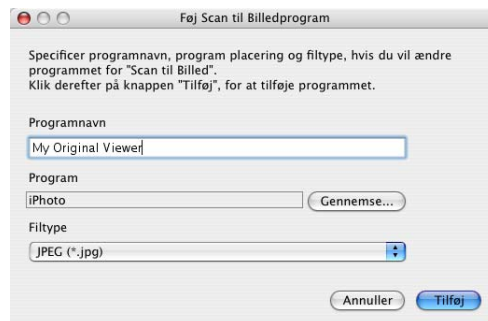 Føj Scan til Billedprogram
Specificer programnavn, program placering og filtype, hvis du vil ændre
programmet for "Scan til Billed".
Klik derefter på knappen "Tilføj", for at tilføje programmet.
Programnavn
My Original Viewer
Program
iPhoto
Gennemse...
Filtype
JPEG (*.jpg)
Annuller
Tilføj